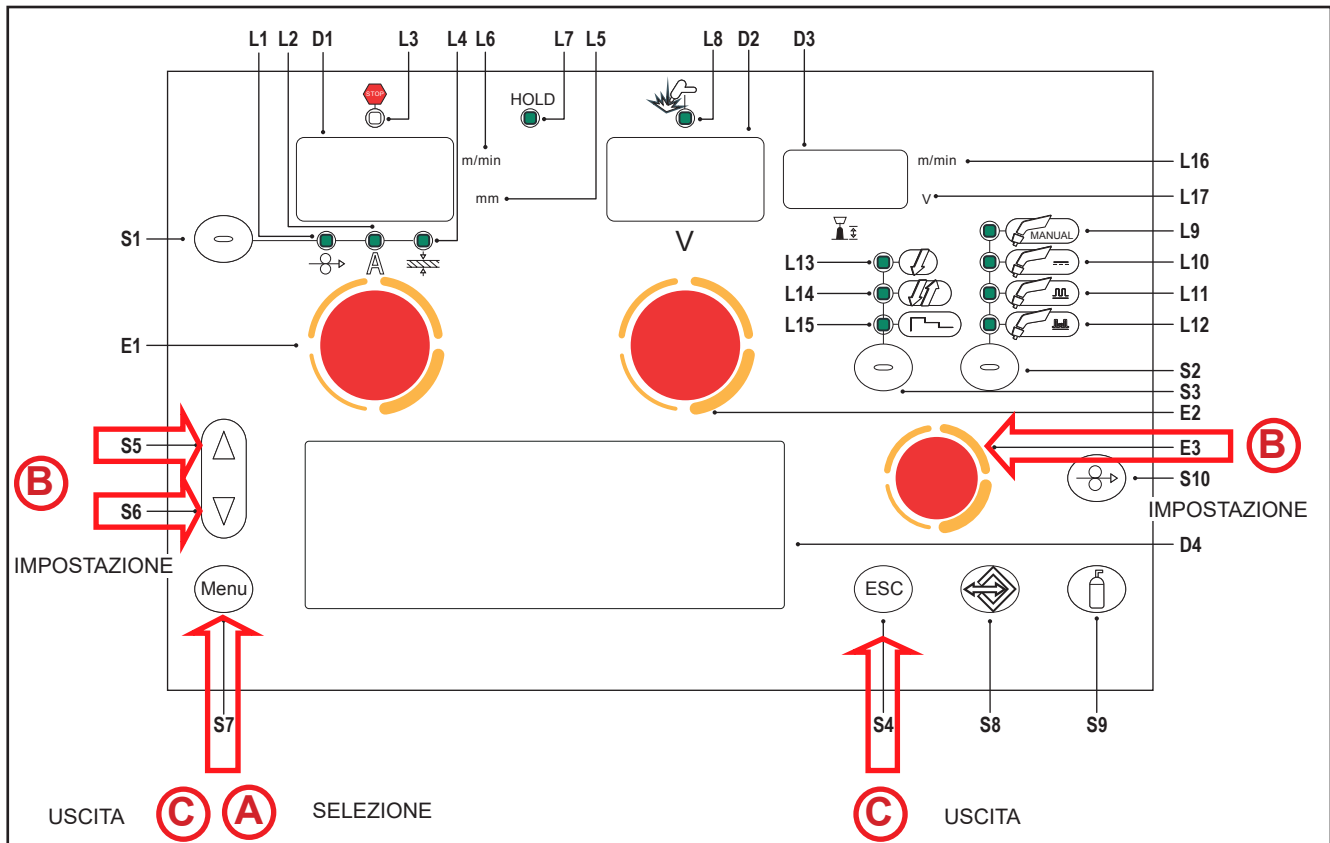 L1 L2 D1 L3 L4 L6 L7 L5 L8 D2 D3
STOP
HOLD
m/min
m/min L16
mm
V L17
S1
A
V
MANUAL L9
L13 L10
L14 L11
L15 L12
E1
S2
S3
E2
S5
E3
B
B
S10
S6
IMPOSTAZIONE
IMPOSTAZIONE
D4
Menu
ESC
S7 S4 S8 S9
USCITA C A SELEZIONE C USCITA